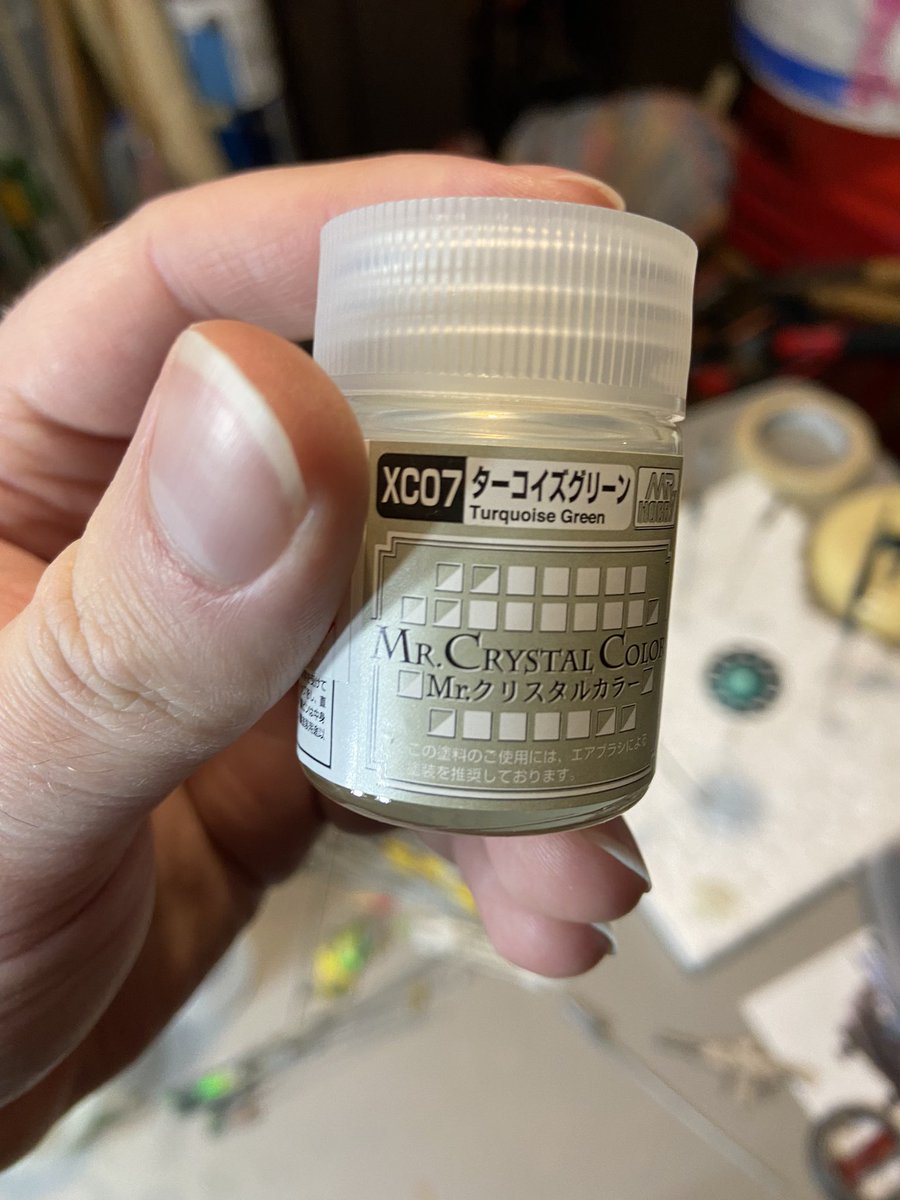 XC07
ターコイズグリーン
Turquoise Green
MR. HOBBY
MR. CRYSTAL COLOR
Mr.クリスタルカラー
この塗料のご使用には、エアブラシによる
塗装を推奨しております。